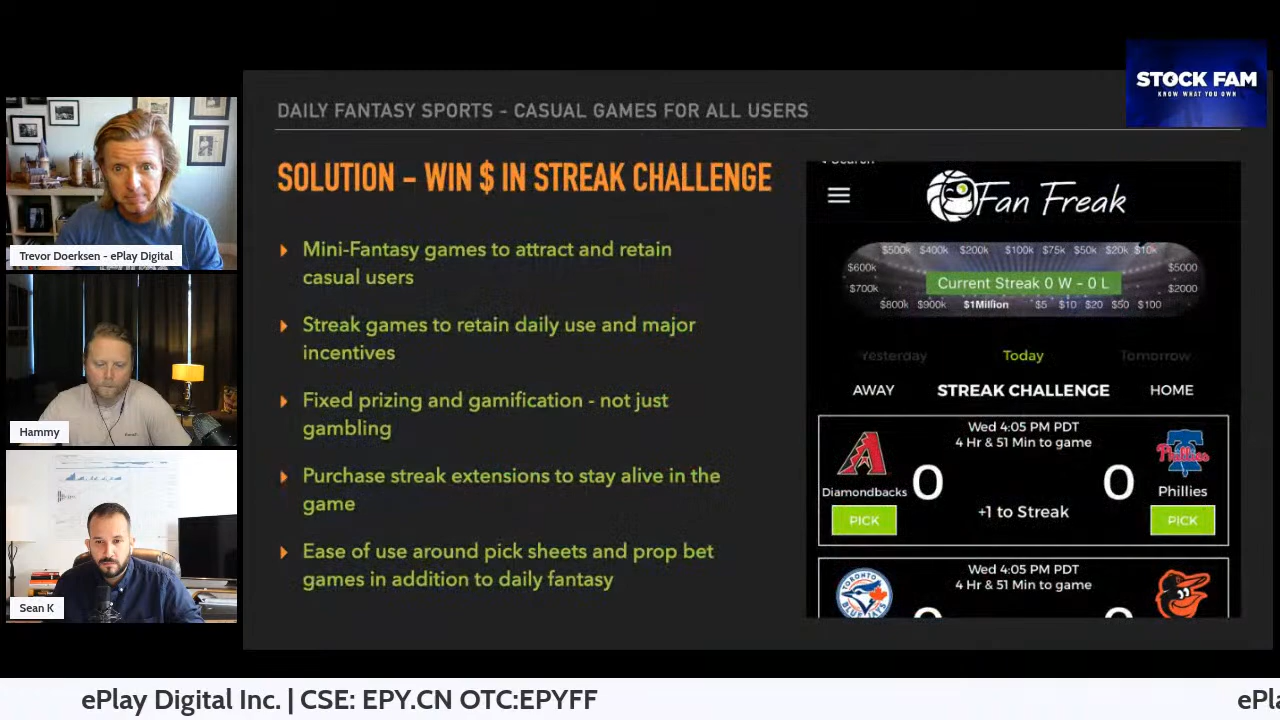 STOCK FAM
KNOW WHAT YOU OWN
DAILY FANTASY SPORTS - CASUAL GAMES FOR ALL USERS
SOLUTION – WIN $ IN STREAK CHALLENGE
Mini-Fantasy games to attract and retain
casual users
Streak games to retain daily use and major
incentives
Fixed prizing and gamification - not just
gambling
Purchase streak extensions to stay alive in the
game
Ease of use around pick sheets and prop bet
games in addition to daily fantasy
Search
Fan Freak
$500k $400k $200k $100k $75k $50k $20k $10k
$600k $5000
Current Streak 0 W - 0 L
$700k $2000
$800k $900k $1Million $5 $10 $20 $50 $100
Yesterday Today Tomorrow
AWAY STREAK CHALLENGE HOME
Wed 4:05 PM PDT
4 Hr & 51 Min to game
Phillies
0 0
Diamondbacks Phillies
+1 to Streak
PICK PICK
Wed 4:05 PM PDT
4 Hr & 51 Min to game
TORONTO
BLUE JAYS
Trevor Doerksen - ePlay Digital
Hammy
Sean K
ePlay Digital Inc. | CSE: EPY.CN OTC:EPYFF
ePla